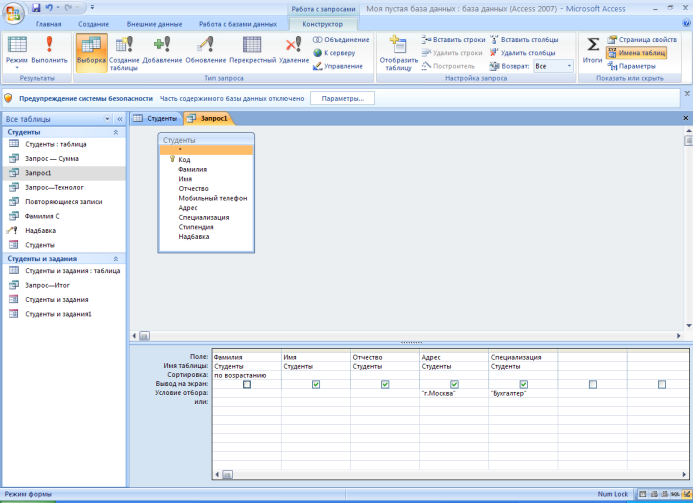 Работа с запросами
Моя пустая база данных : база данных (Access 2007) - Microsoft Access
Главная Создание Внешние данные Работа с базами данных Конструктор
Режим Выполнить
Результаты
Выборка Создание таблицы Добавление Обновление Перекрестный Удаление
Объединение
К серверу
Управление
Тип запроса
Отобразить таблицу
Вставить строки
Удалить строки
Построитель
Вставить столбцы
Удалить столбцы
Возврат: Все
Настройка запроса
Итоги
Страница свойств
Имена таблиц
Параметры
Показать или скрыть
Предупреждение системы безопасности Часть содержимого базы данных отключено Параметры...
Все таблицы
Студенты
Студенты : таблица
Запрос — Сумма
Запрос1
Запрос—Технолог
Повторяющиеся записи
Фамилия С
Надбавка
Студенты
Студенты и задания
Студенты и задания : таблица
Запрос—Итог
Студенты и задания
Студенты и задания1
Студенты Запрос1
Студенты
*
Код
Фамилия
Имя
Отчество
Мобильный телефон
Адрес
Специализация
Стипендия
Надбавка
Поле: Фамилия Имя Отчество Адрес Специализация
Имя таблицы: Студенты Студенты Студенты Студенты Студенты
Сортировка: по возрастанию
Вывод на экран:
Условие отбора: "г.Москва" "Бухгалтер"
или:
Режим формы Num Lock SQL